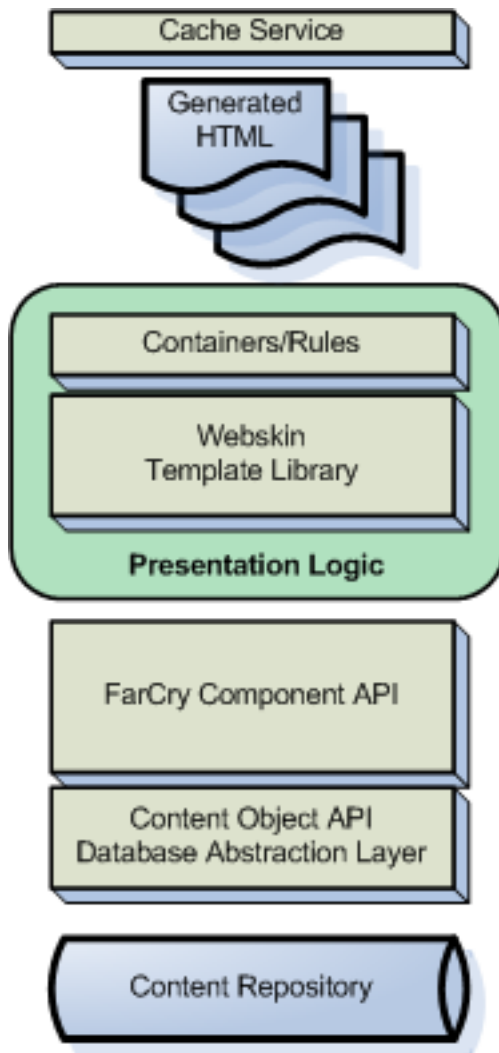 Cache Service
Generated
HTML
Containers/Rules
Webskin
Template Library
Presentation Logic
FarCry Component API
Content Object API
Database Abstraction Layer
Content Repository